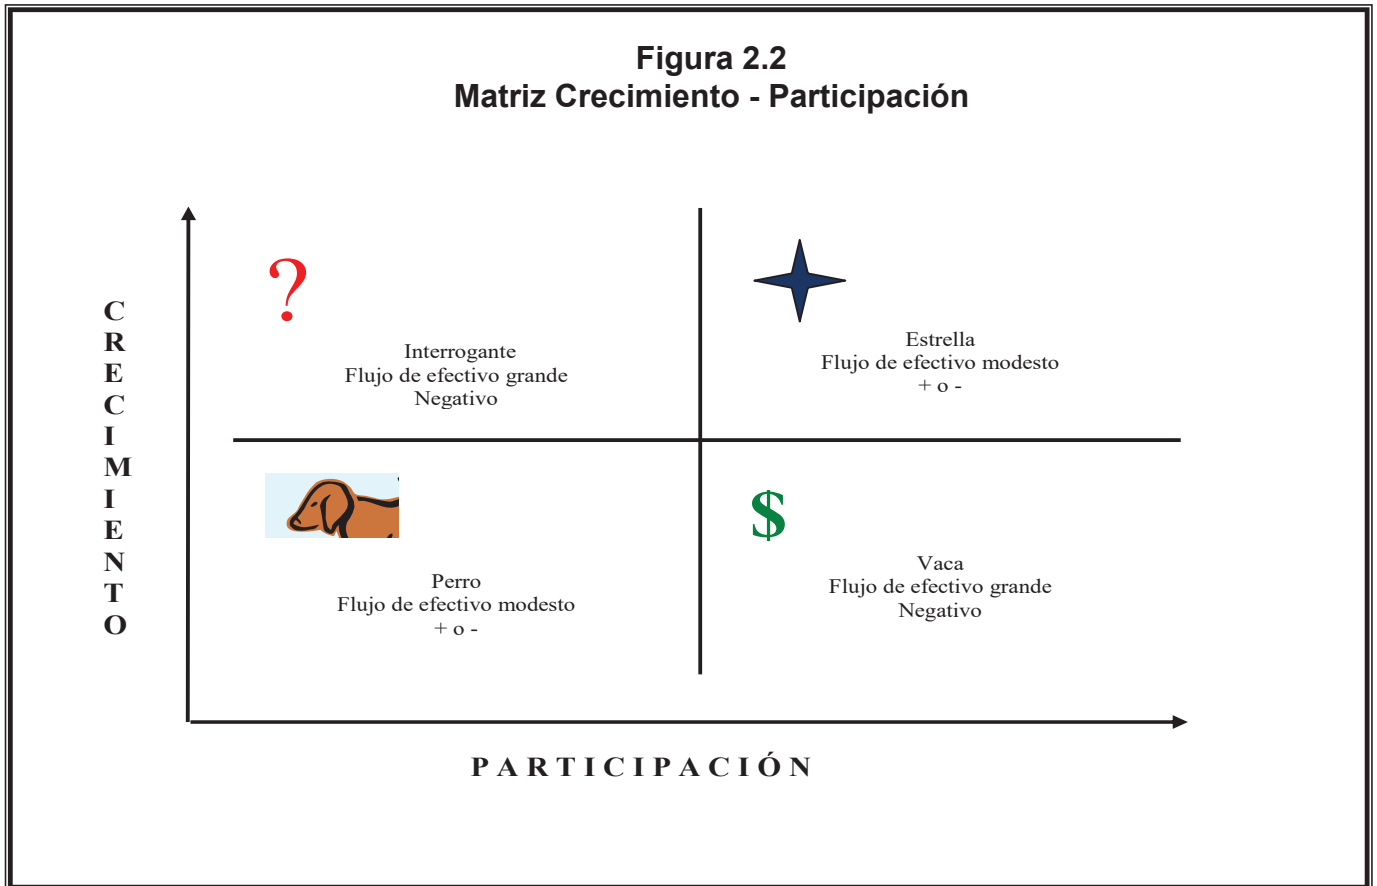 Figura 2.2
Matriz Crecimiento - Participación
CRECIMIENTO
?
Interrogante
Flujo de efectivo grande
Negativo
Estrella
Flujo de efectivo modesto
+ o -
Perro
Flujo de efectivo modesto
+ o -
$
Vaca
Flujo de efectivo grande
Negativo
PARTICIPACIÓN